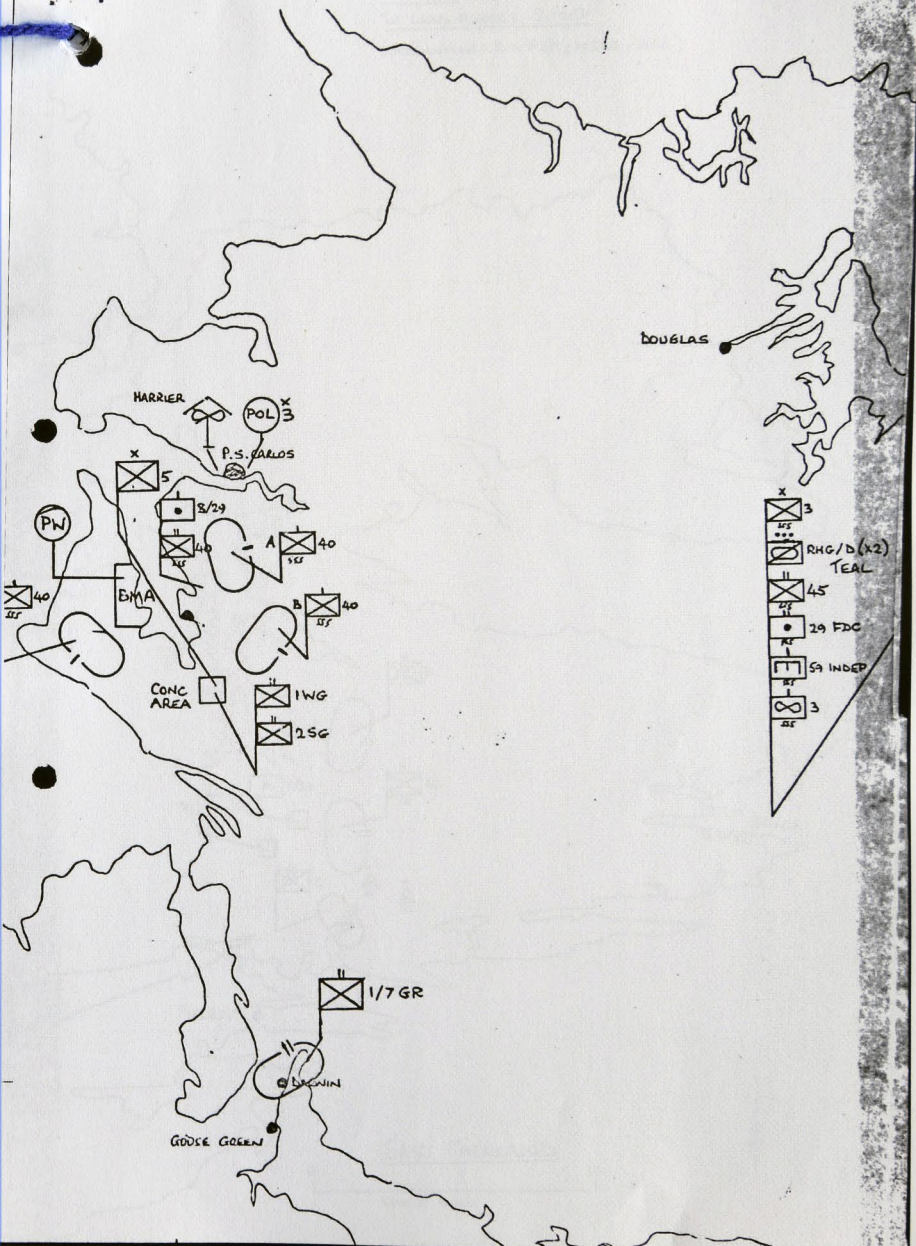 DOUGLAS
HARRIER
POL
X
3
P.S. CARLOS
X
5
8/29
PW
40
A
40
BMA
40
B
40
CONC
AREA
1WG
2SG
X
3
RHG/D (x2)
TEAL
45
29 FDC
59 INDEP
3
1/7 GR
DARWIN
GOOSE GREEN